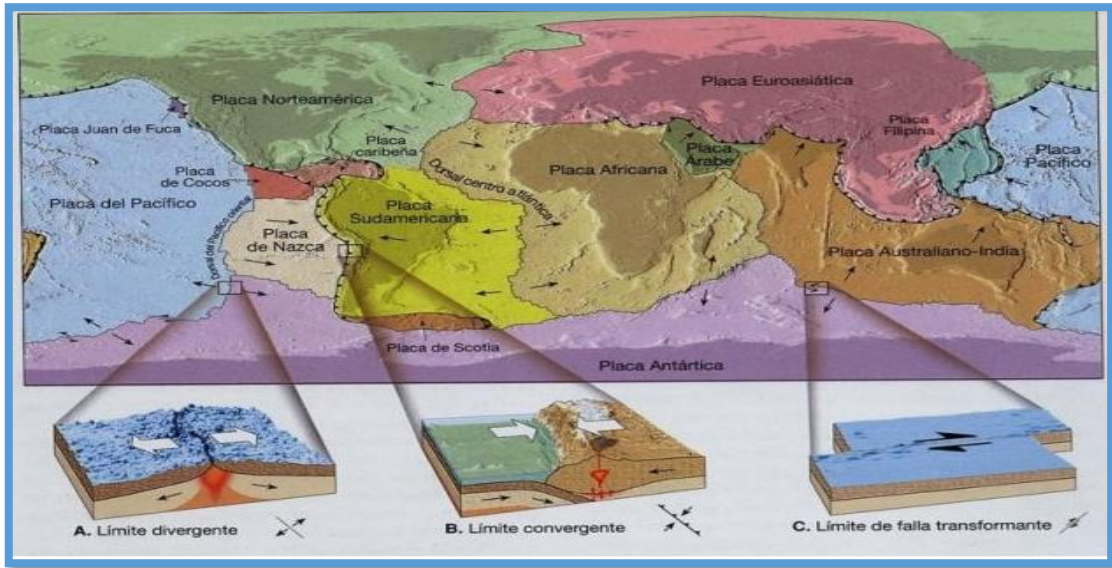 Placa Norteamérica
Placa Euroasiática
Placa Juan de Fuca
Placa
caribeña
Placa
Filipina
Placa
Árabe
Placa Africana
Placa
Pacífico
Placa
de Cocos
Placa del Pacífico
Dorsal centro atlántica
Placa
Sudamericana
Placa
de Nazca
Placa Australiano-India
Placa de Scotia
Placa Antártica
A. Límite divergente
B. Límite convergente
C. Límite de falla transformante